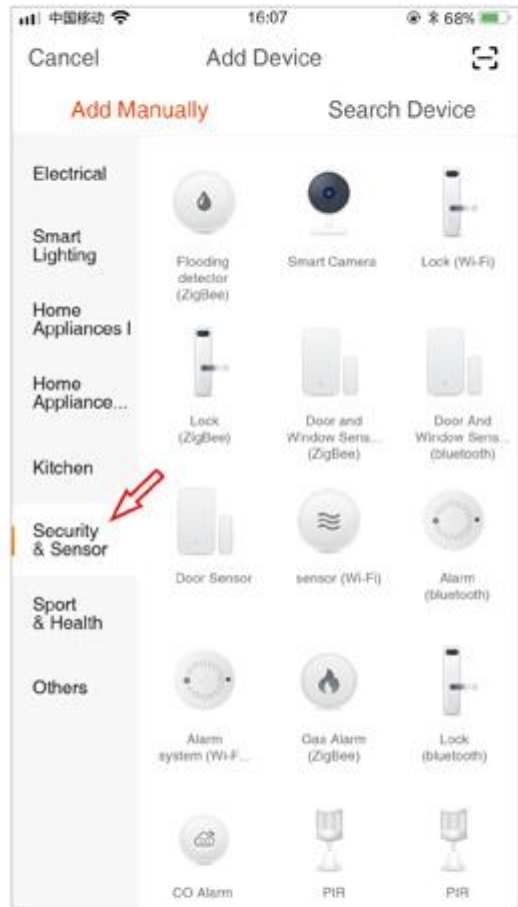 中国移动 16:07 68%
Cancel Add Device
Add Manually Search Device
Electrical
Smart
Lighting
Home
Appliances I
Home
Appliance...
Kitchen
Security
& Sensor
Sport
& Health
Others
Flooding
detector
(ZigBee)
Smart Camera
Lock (Wi-Fi)
Lock
(ZigBee)
Door and
Window Sens...
(ZigBee)
Door And
Window Sens...
(bluetooth)
Door Sensor
sensor (Wi-Fi)
Alarm
(bluetooth)
Alarm
system (Wi-F...
Gas Alarm
(ZigBee)
Lock
(bluetooth)
CO Alarm
PIR
PIR